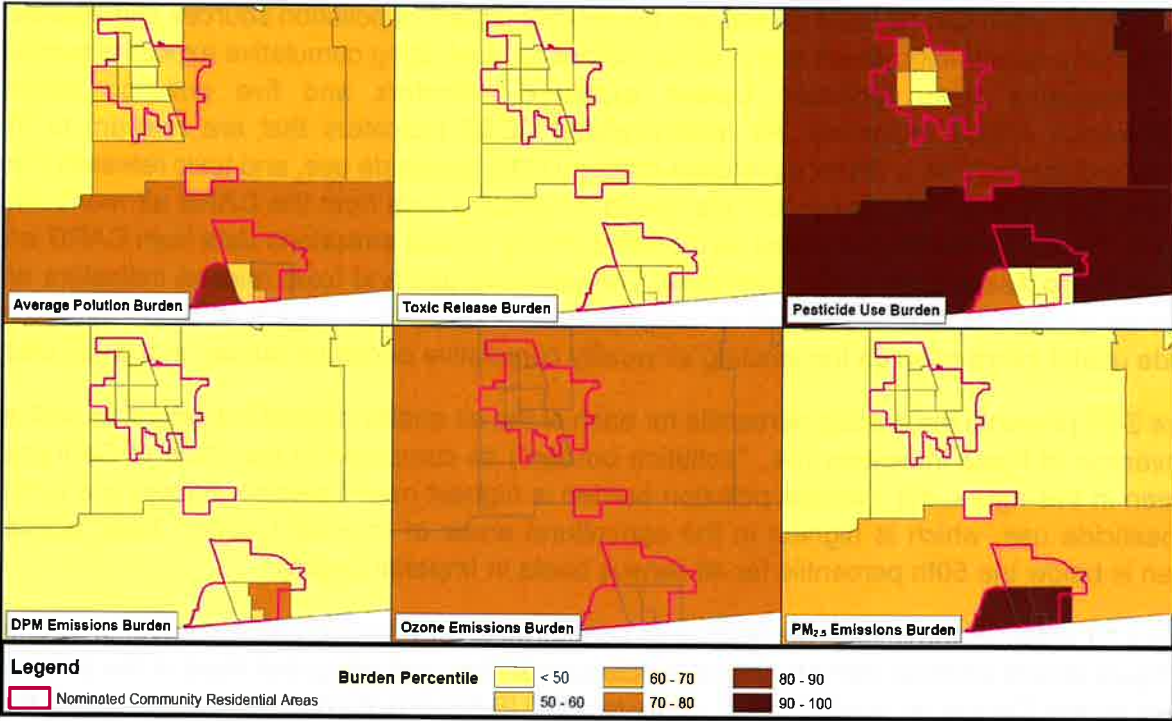 Average Polution Burden
Toxic Release Burden
Pesticide Use Burden
DPM Emissions Burden
Ozone Emissions Burden
PM2.5 Emissions Burden
Legend
Nominated Community Residential Areas
Burden Percentile
< 50
60 - 70
80 - 90
50 - 60
70 - 80
90 - 100